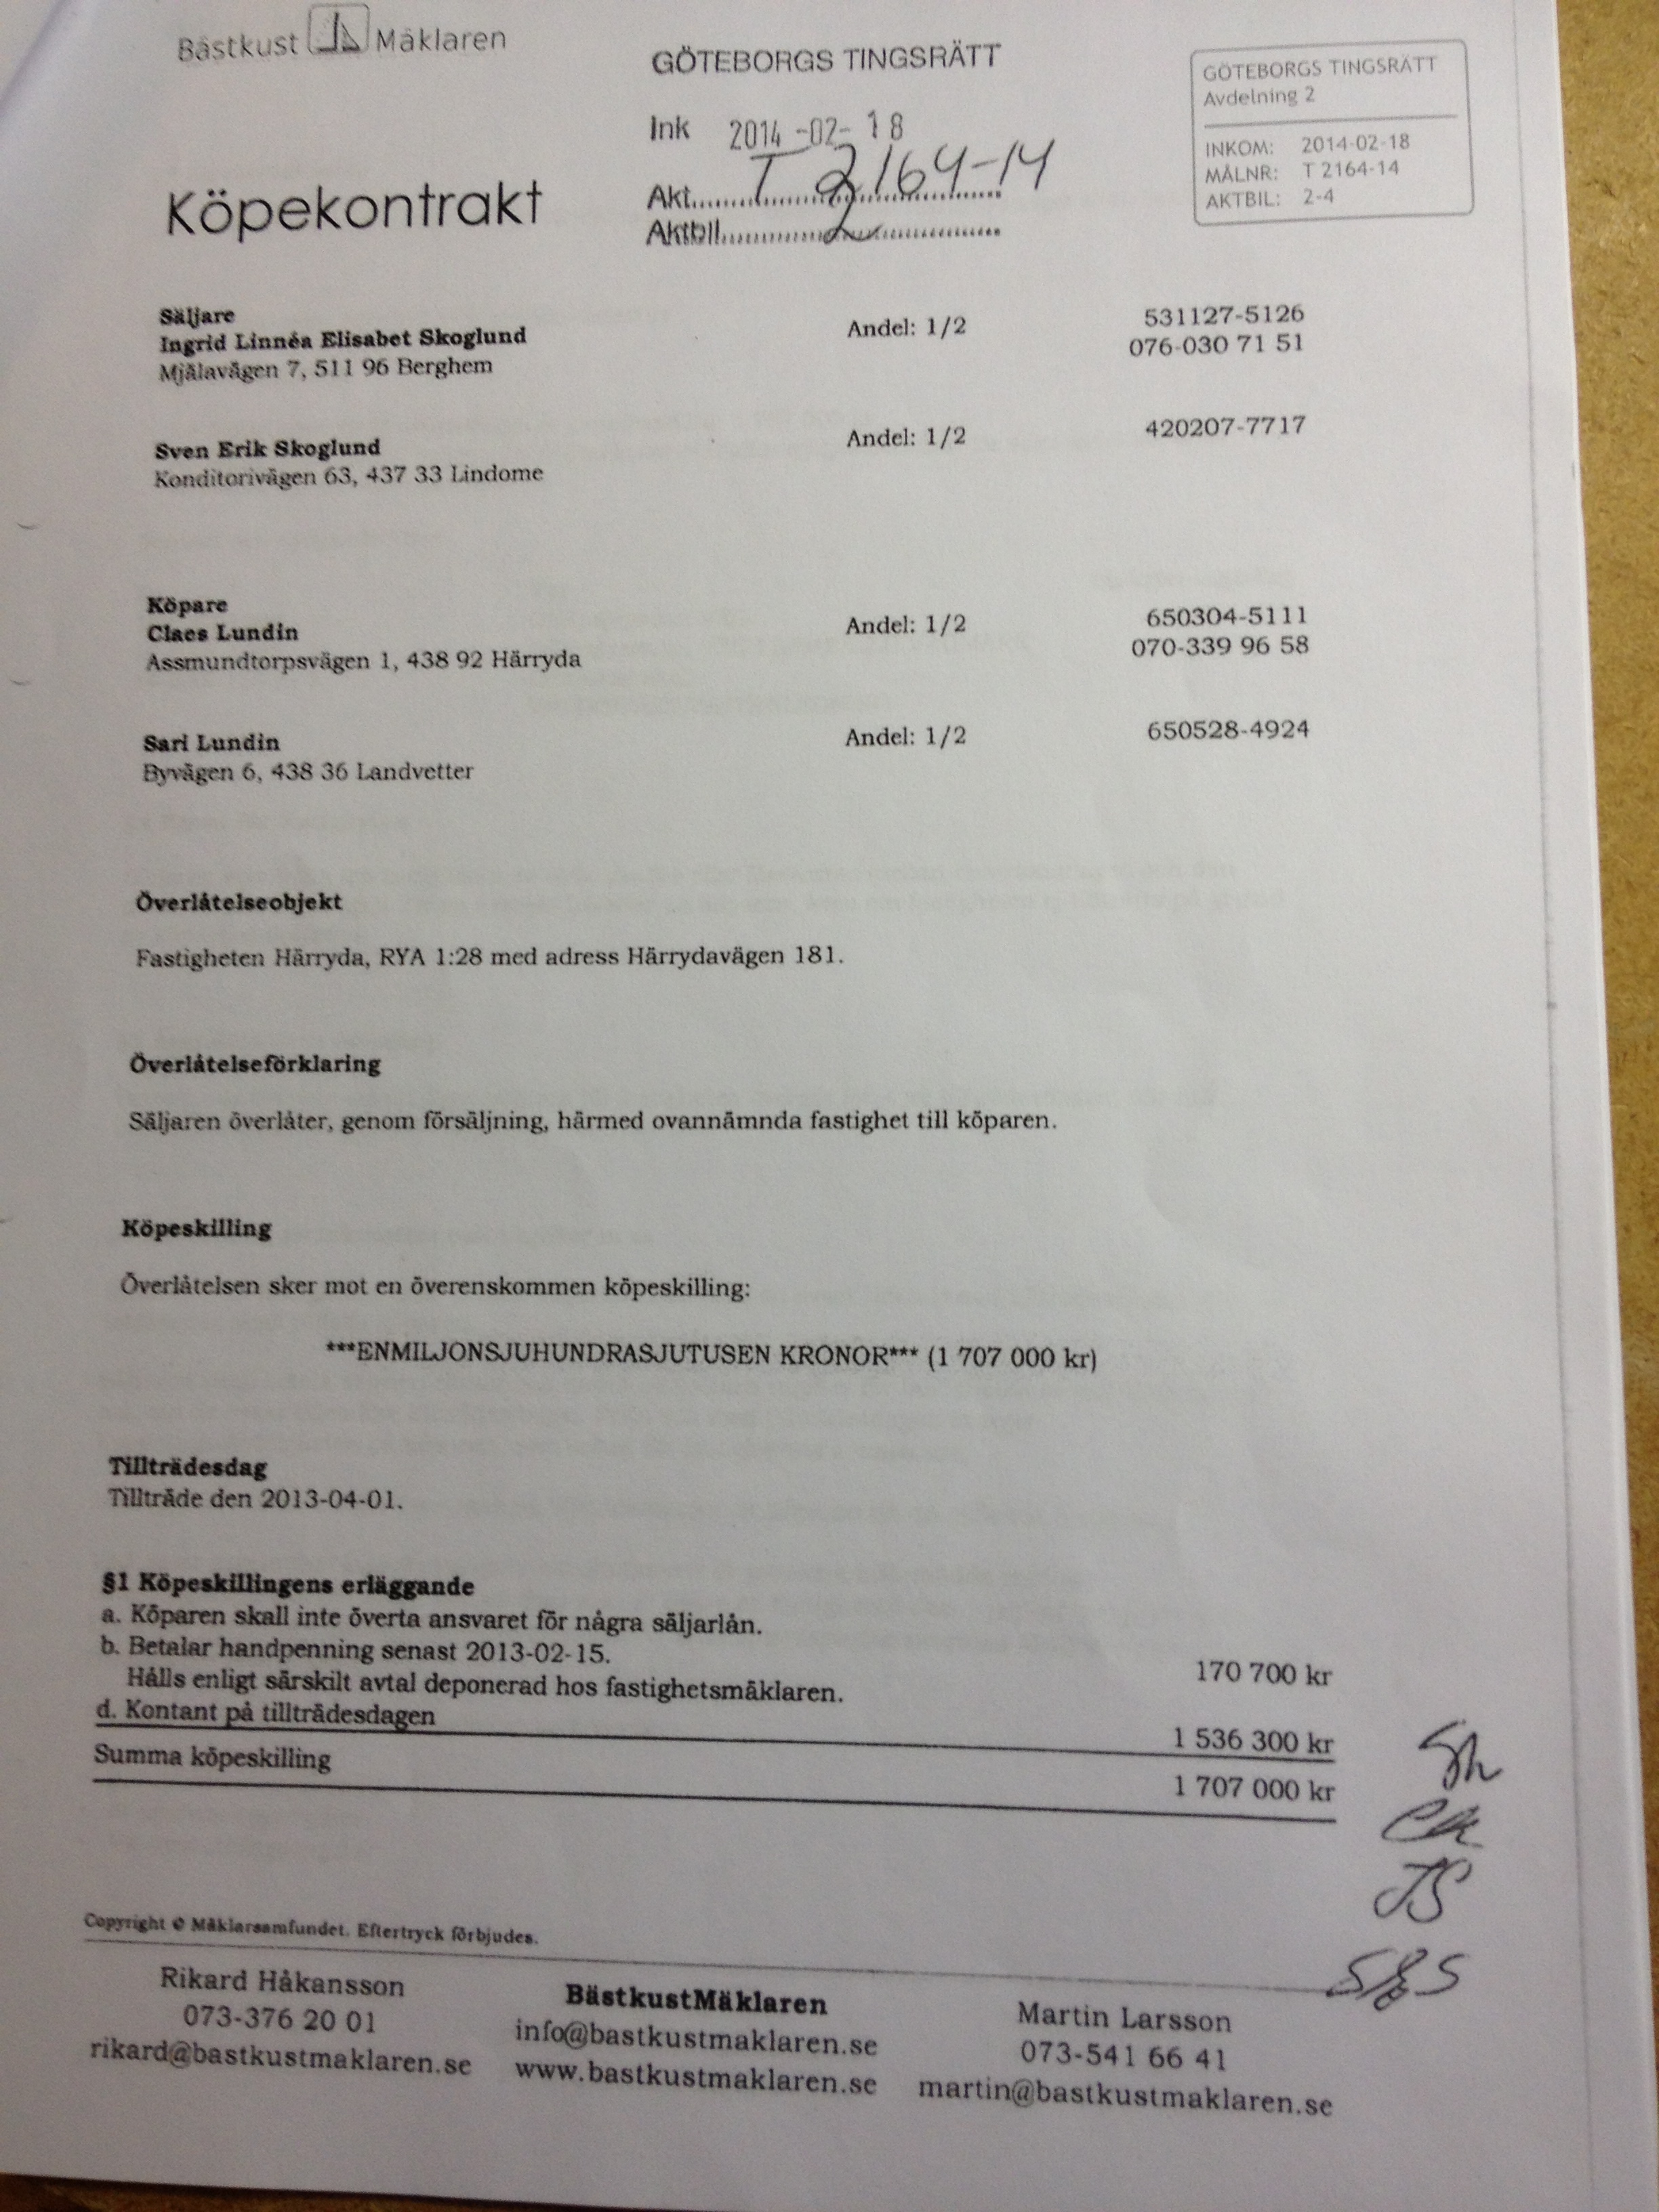 Bästkust Mäklaren
GÖTEBORGS TINGSRÄTT
Ink 2014-02-18
Akt T 2164-14
Aktbil 2
GÖTEBORGS TINGSRÄTT
Avdelning 2
INKOM: 2014-02-18
MÅLNR: T 2164-14
AKTBIL: 2-4
Köpekontrakt
Säljare
Ingrid Linnéa Elisabet Skoglund Andel: 1/2 531127-5126
Mjälavägen 7, 511 96 Berghem 076-030 71 51
Sven Erik Skoglund Andel: 1/2 420207-7717
Konditorivägen 63, 437 33 Lindome
Köpare
Claes Lundin Andel: 1/2 650304-5111
Assmundtorpsvägen 1, 438 92 Härryda 070-339 96 58
Sari Lundin Andel: 1/2 650528-4924
Byvägen 6, 438 36 Landvetter
Överlåtelseobjekt
Fastigheten Härryda, RYA 1:28 med adress Härrydavägen 181.
Överlåtelseförklaring
Säljaren överlåter, genom försäljning, härmed ovannämnda fastighet till köparen.
Köpeskilling
Överlåtelsen sker mot en överenskommen köpeskilling:
***ENMILJONSJUHUNDRASJUTUSEN KRONOR*** (1 707 000 kr)
Tillträdesdag
Tillträde den 2013-04-01.
§1 Köpeskillingens erläggande
a. Köparen skall inte överta ansvaret för några säljarlån.
b. Betalar handpenning senast 2013-02-15.
Hålls enligt särskilt avtal deponerad hos fastighetsmäklaren. 170 700 kr
d. Kontant på tillträdesdagen 1 536 300 kr
Summa köpeskilling 1 707 000 kr
JS
Copyright © Mäklarsamfundet. Eftertryck förbjudes.
Rikard Håkansson
073-376 20 01
rikard@bastkustmaklaren.se
BästkustMäklaren
info@bastkustmaklaren.se
www.bastkustmaklaren.se
Martin Larsson
073-541 66 41
martin@bastkustmaklaren.se